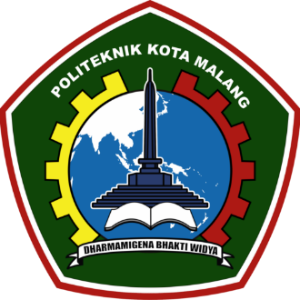 POLITEKNIK KOTA MALANG
DHARMAMIGENA BHAKTI WIDYA